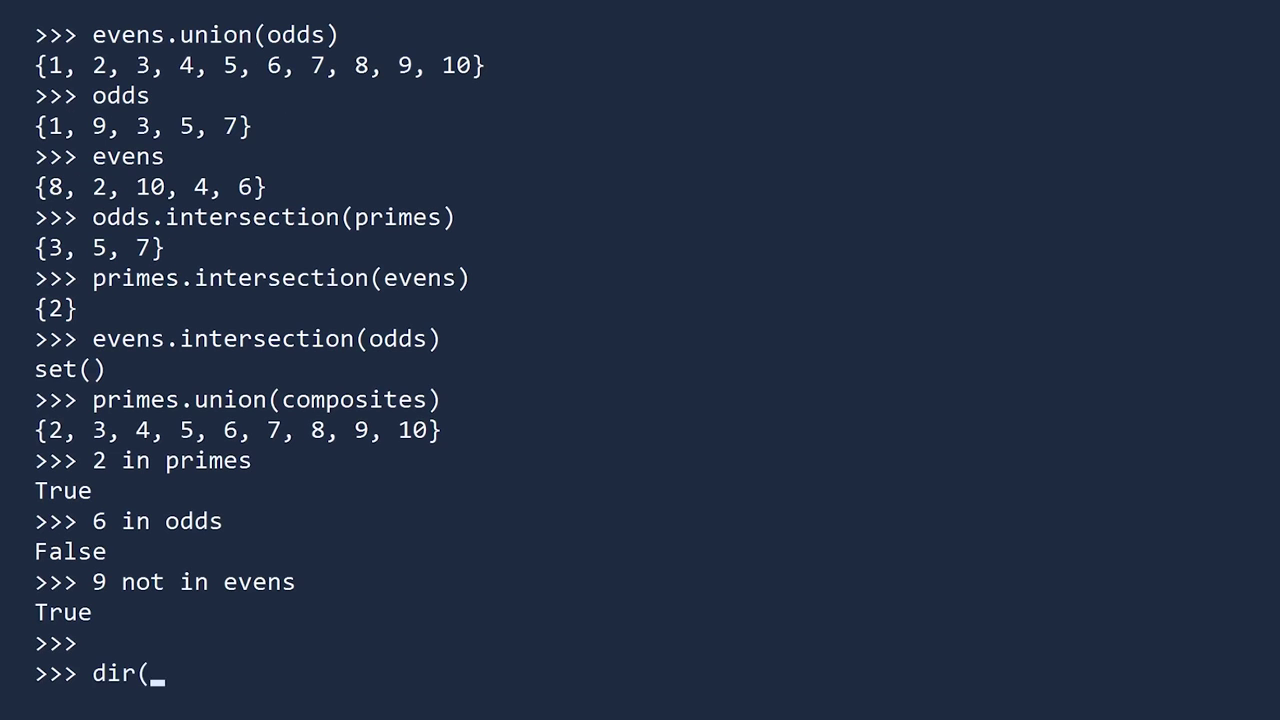 >>> evens.union(odds)
{1, 2, 3, 4, 5, 6, 7, 8, 9, 10}
>>> odds
{1, 9, 3, 5, 7}
>>> evens
{8, 2, 10, 4, 6}
>>> odds.intersection(primes)
{3, 5, 7}
>>> primes.intersection(evens)
{2}
>>> evens.intersection(odds)
set()
>>> primes.union(composites)
{2, 3, 4, 5, 6, 7, 8, 9, 10}
>>> 2 in primes
True
>>> 6 in odds
False
>>> 9 not in evens
True
>>>
>>> dir(